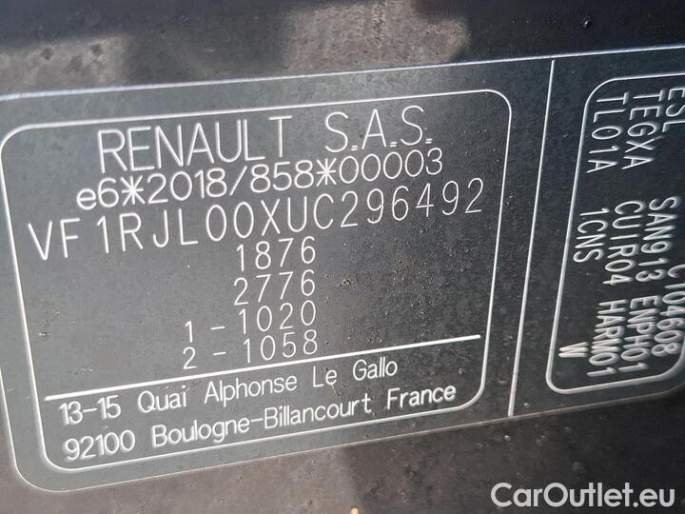 RENAULT S.A.S.
e6*2018/858*00003
VF1RJL00XUC296492
1876
2776
1-1020
2-1058
13-15 Quai Alphonse Le Gallo
92100 Boulogne-Billancourt France
CT04608
ESL SAN913 ENPH01
TEGXA CUIR04 HARM01
TL01A 1CNS W
CarOutlet.eu